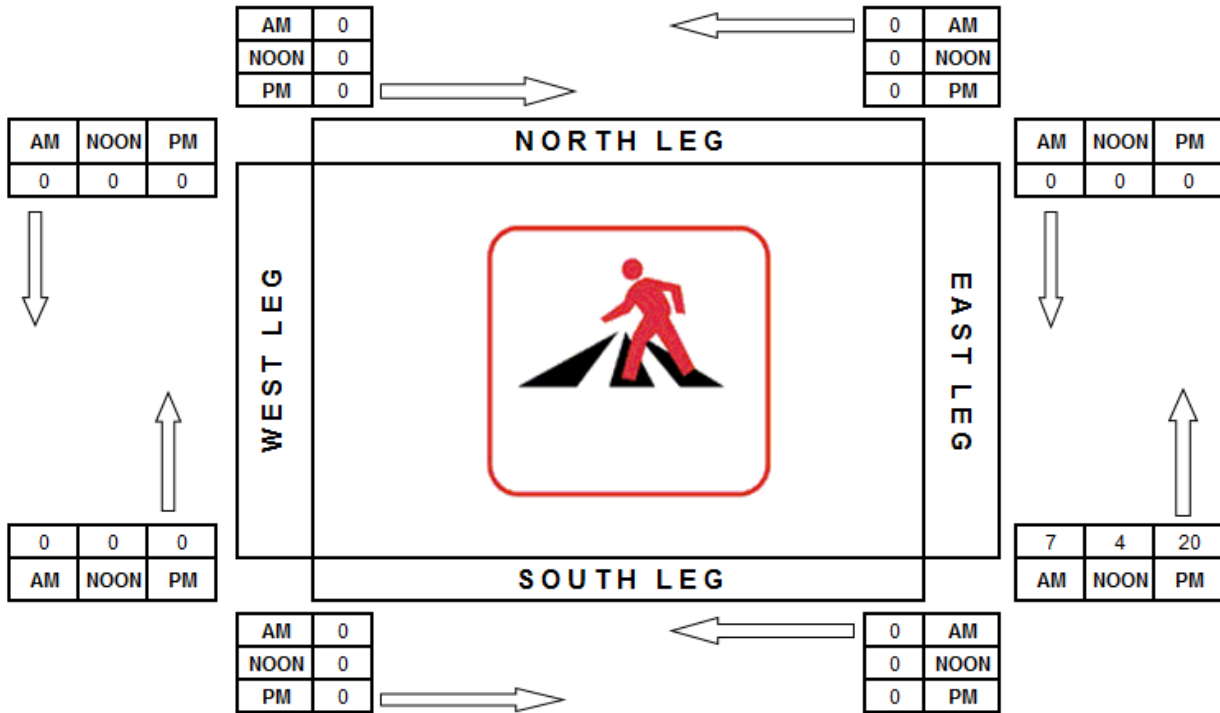 AM 0
NOON 0
PM 0
0 AM
0 NOON
0 PM
AM NOON PM
0 0 0
NORTH LEG
AM NOON PM
0 0 0
WEST LEG
EAST LEG
0 0 0
AM NOON PM
SOUTH LEG
7 4 20
AM NOON PM
AM 0
NOON 0
PM 0
0 AM
0 NOON
0 PM